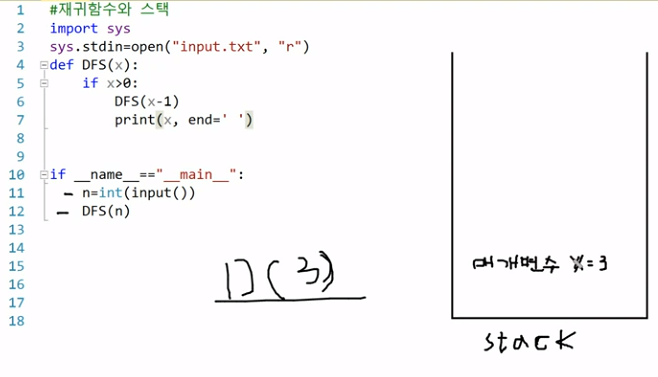 1 #재귀함수와 스택
2 import sys
3 sys.stdin=open("input.txt", "r")
4 def DFS(x):
5 if x>0:
6 DFS(x-1)
7 print(x, end=' ')
8
9
10 if __name__=="__main__":
11 n=int(input())
12 DFS(n)
13
14
15
16
17
18
D(3)
매개변수 x=3
stack